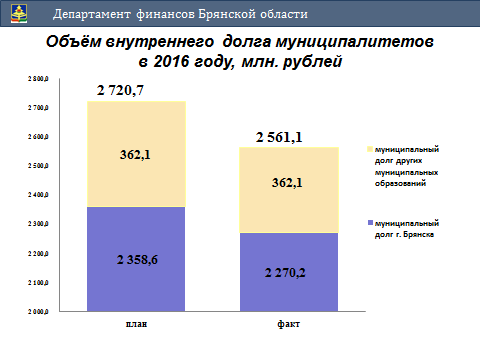 Департамент финансов Брянской области
Объём внутреннего долга муниципалитетов
в 2016 году, млн. рублей
2 800,0
2 700,0
2 600,0
2 500,0
2 400,0
2 300,0
2 200,0
2 100,0
2 000,0
2 720,7
362,1
2 358,6
2 561,1
362,1
2 270,2
план
факт
муниципальный
долг других
муниципальных
образований
муниципальный
долг г. Брянска